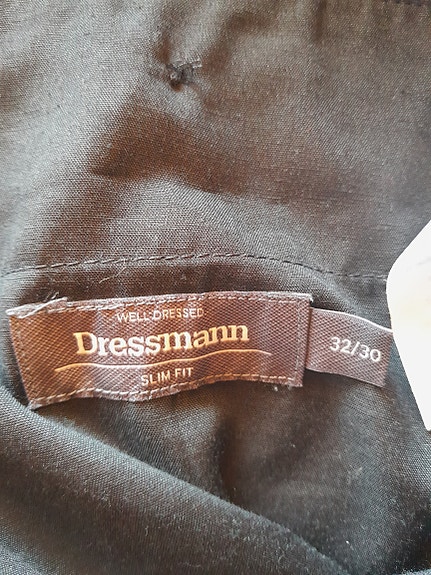 WELL-DRESSED
Dressmann
SLIM FIT
32/30